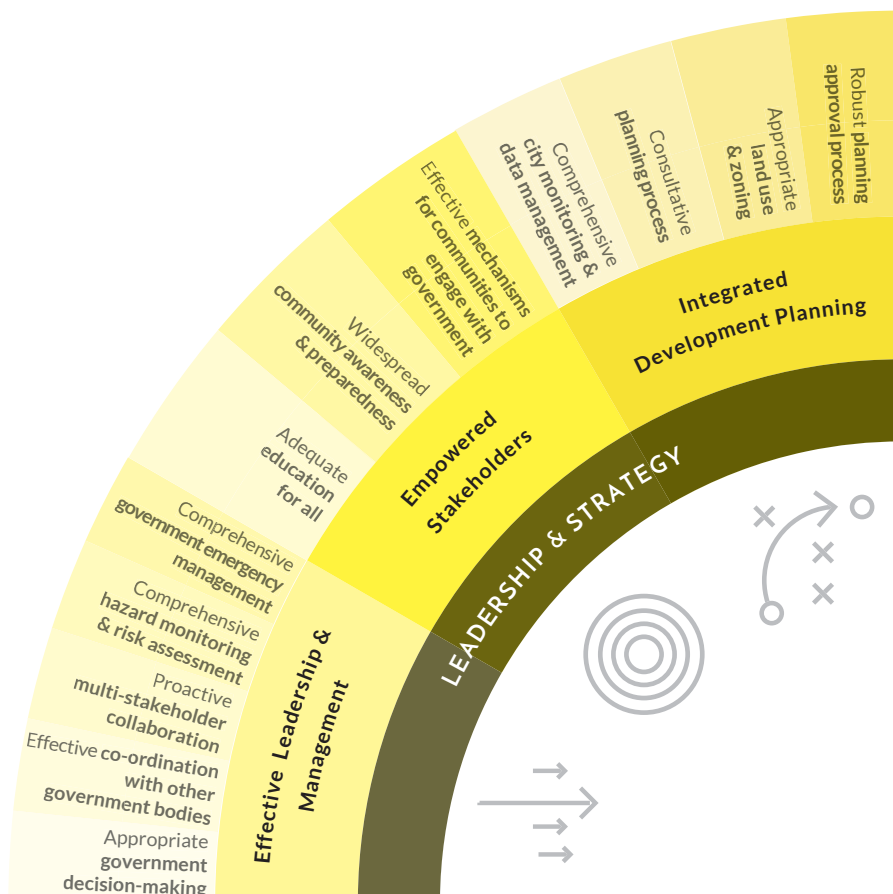 LEADERSHIP & STRATEGY
Effective Leadership &
Management
Appropriate
government
decision-making
Effective co-ordination
with other
government bodies
Proactive
multi-stakeholder
collaboration
Comprehensive
hazard monitoring
& risk assessment
Comprehensive
government emergency
management
Empowered
Stakeholders
Adequate
education
for all
Widespread
community awareness
& preparedness
Effective mechanisms
for communities to
engage with
government
Integrated
Development Planning
Comprehensive
city monitoring &
data management
Consultative
planning process
Appropriate
land use
& zoning
Robust planning
approval process